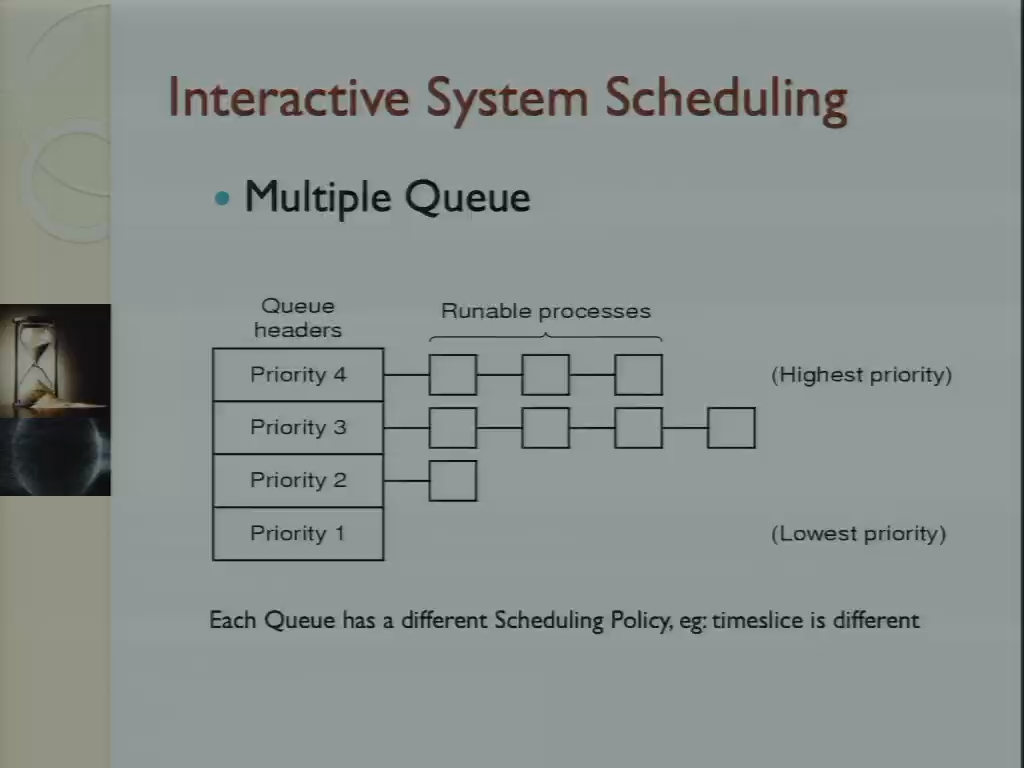 Interactive System Scheduling
Multiple Queue
Queue headers
Runable processes
Priority 4
(Highest priority)
Priority 3
Priority 2
Priority 1
(Lowest priority)
Each Queue has a different Scheduling Policy, eg: timeslice is different